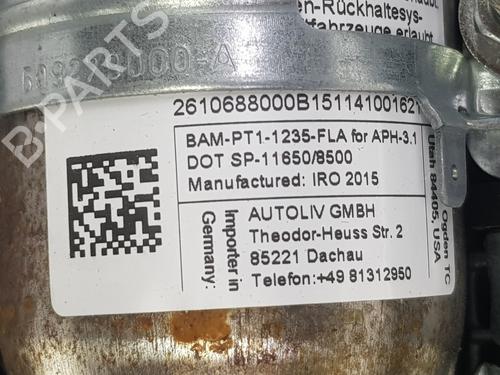 en-Rückhaltesys-
tfahrzeuge erlaubt
2610688000B15114100162
BAM-PT1-1235-FLA for APH-3.1
DOT SP-11650/8500
Manufactured: IRO 2015
Importer in
Germany:
AUTOLIV GMBH
Theodor-Heuss Str. 2
85221 Dachau
Telefon:+49 81312950
Ogden TC
Utah 84405, USA
B-PARTS